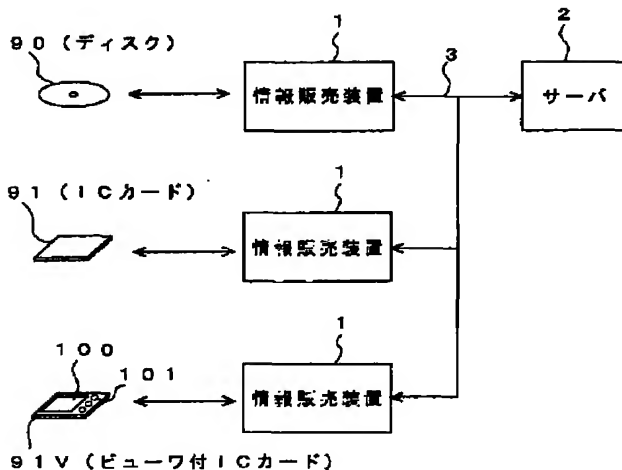 90(ディスク)
1
情報販売装置
3
2
サーバ
91(ICカード)
1
情報販売装置
100
101
1
情報販売装置
91V(ビューワ付ICカード)